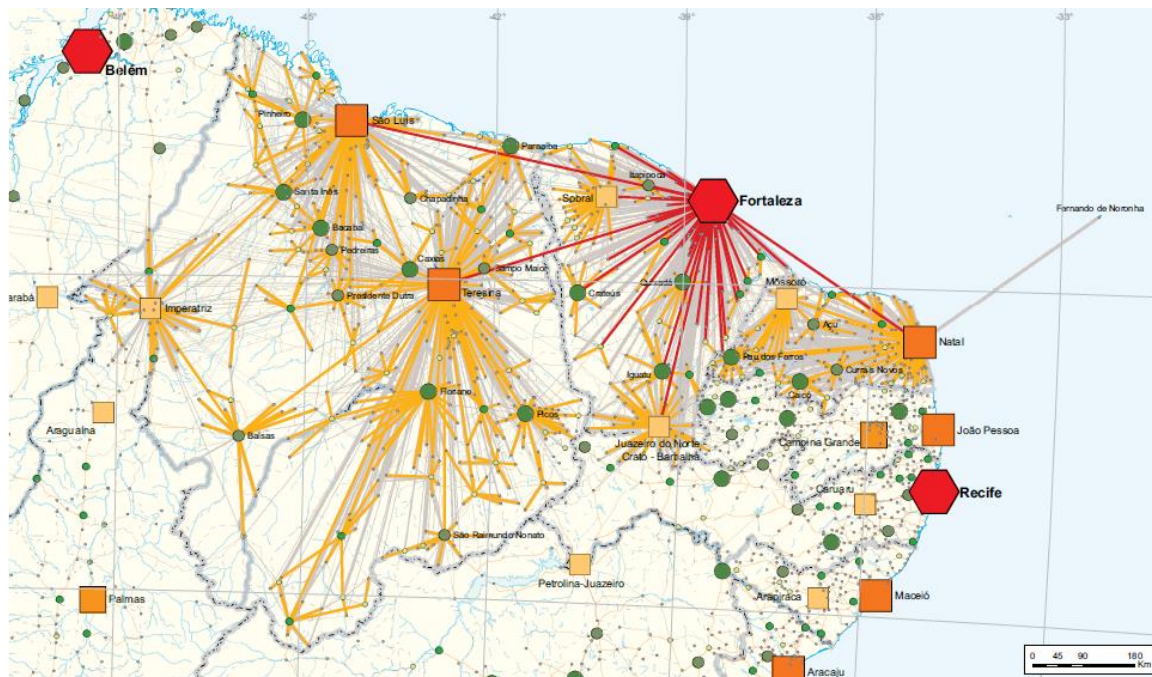 -48°
-45°
-42°
-39°
-36°
-33°
Belém
Pinheiro
São Luís
Parnaíba
Itapipoca
Santa Inês
Chapadinha
Sobral
Fortaleza
Fernando de Noronha
Bacabal
Pedreiras
Caxias
Campo Maior
Crateús
Mossoró
Presidente Dutra
Teresina
Imperatriz
Açu
Natal
Pau dos Ferros
Iguatu
Currais Novos
Caicó
Floriano
Picos
Araguaína
Balsas
Juazeiro do Norte -
Crato - Barbalha
Campina Grande
João Pessoa
Caruaru
Recife
São Raimundo Nonato
Petrolina-Juazeiro
Palmas
Arapiraca
Maceió
Aracaju
0 45 90 180
Km